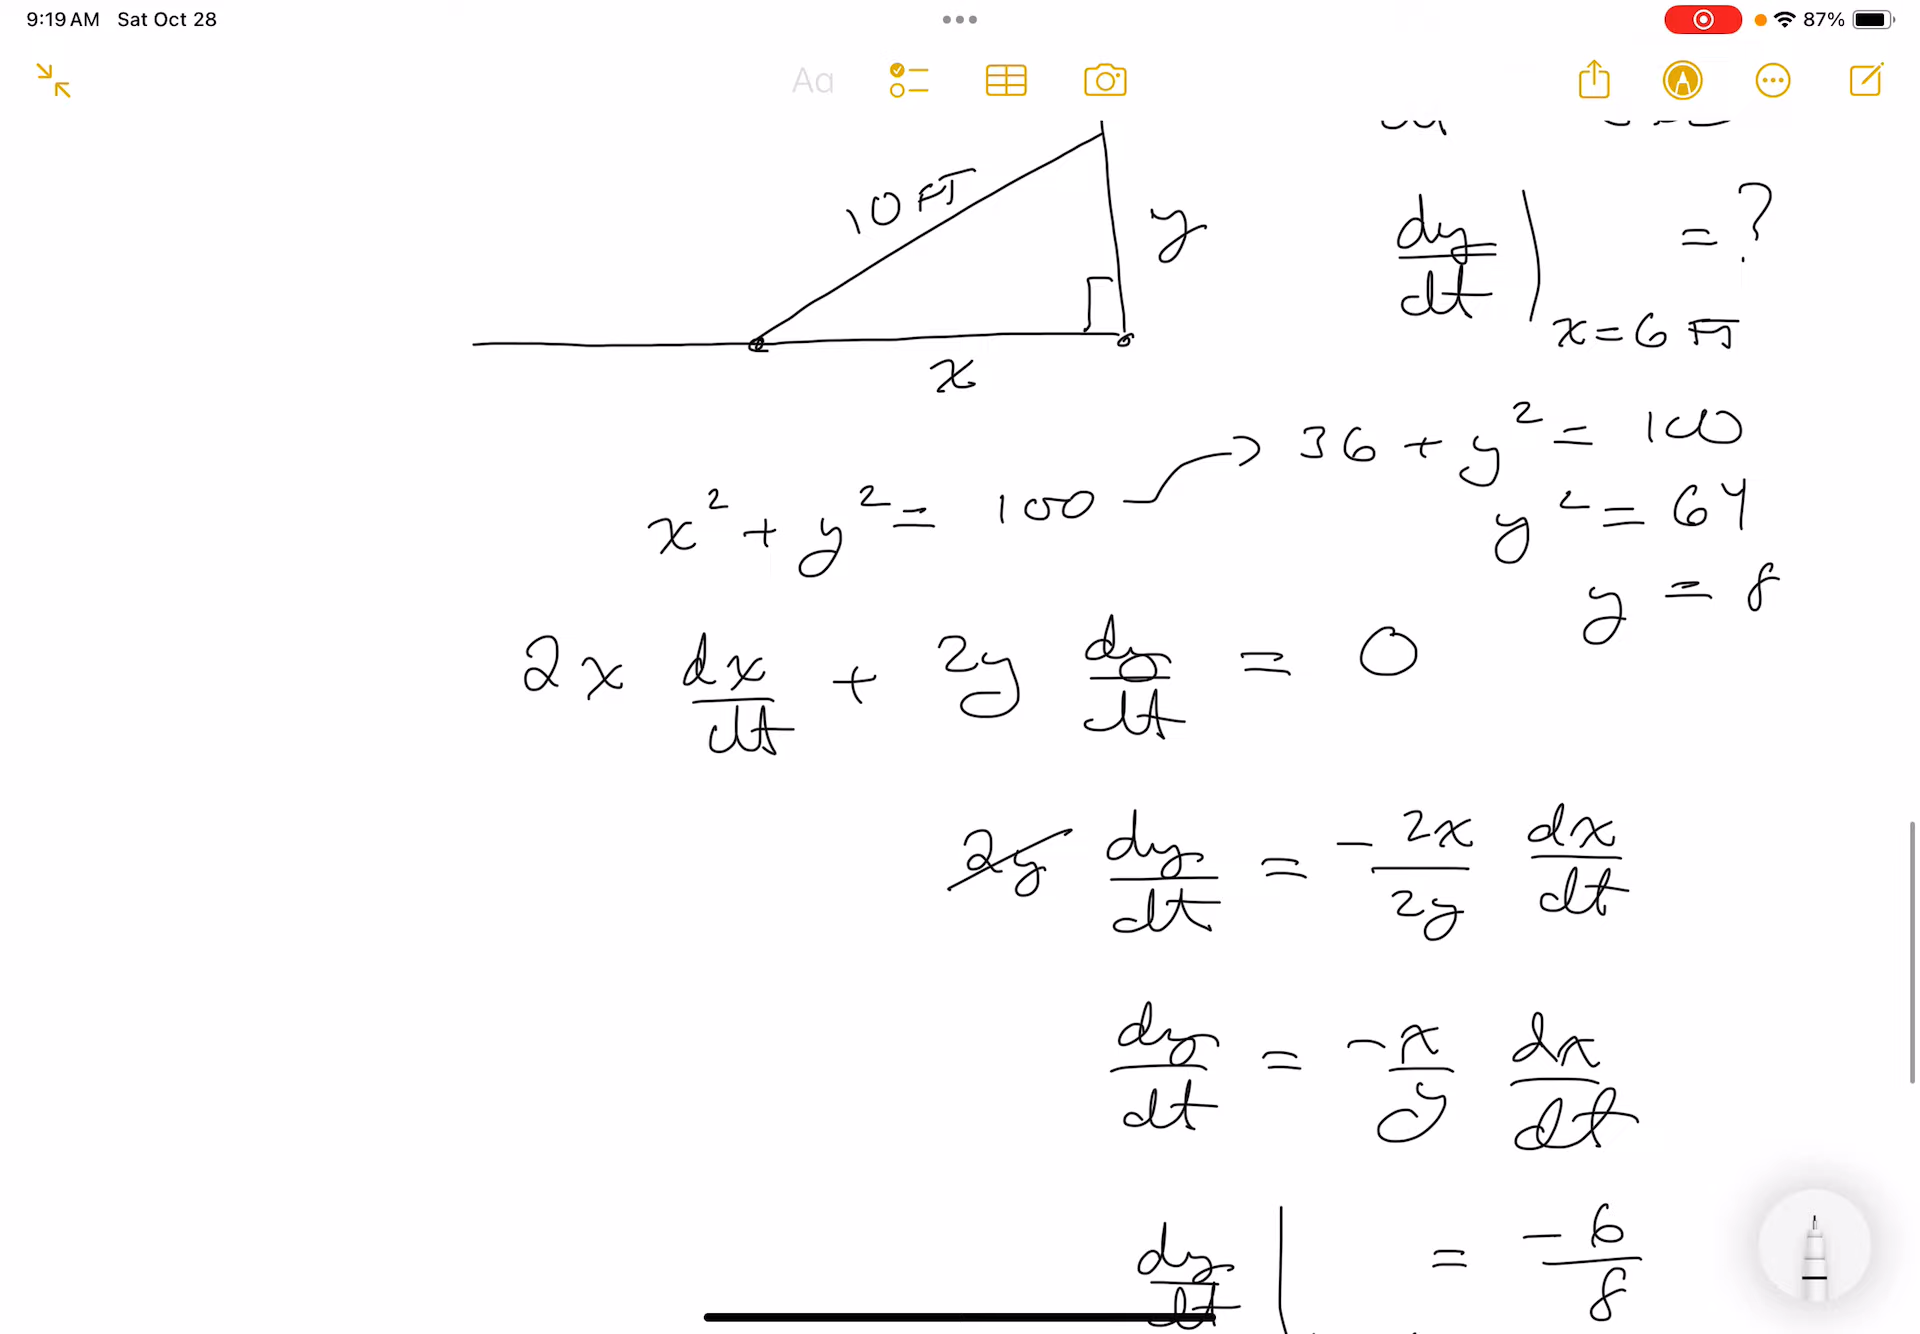 9:19 AM Sat Oct 28
87%
Aa
10 FT
y
x
dy/dt | x = 6 FT = ?
x² + y² = 100 → 36 + y² = 100
y² = 64
y = 8
2x dx/dt + 2y dy/dt = 0
2y dy/dt = - 2x/2y dx/dt
dy/dt = - x/y dx/dt
dy/dt | = - 6/8